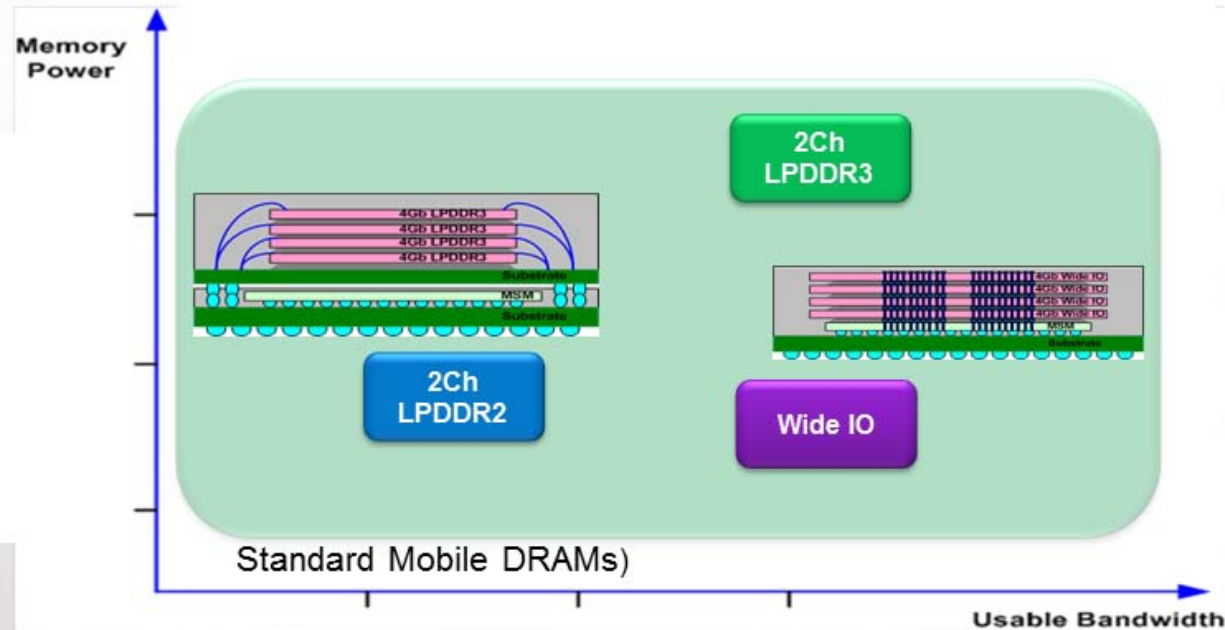 Memory
Power
2Ch
LPDDR3
4Gb LPDDR3
4Gb LPDDR3
4Gb LPDDR3
4Gb LPDDR3
Substrate
MSM
Substrate
4Gb Wide IO
4Gb Wide IO
4Gb Wide IO
4Gb Wide IO
MSM
Substrate
2Ch
LPDDR2
Wide IO
Standard Mobile DRAMs)
Usable Bandwidth